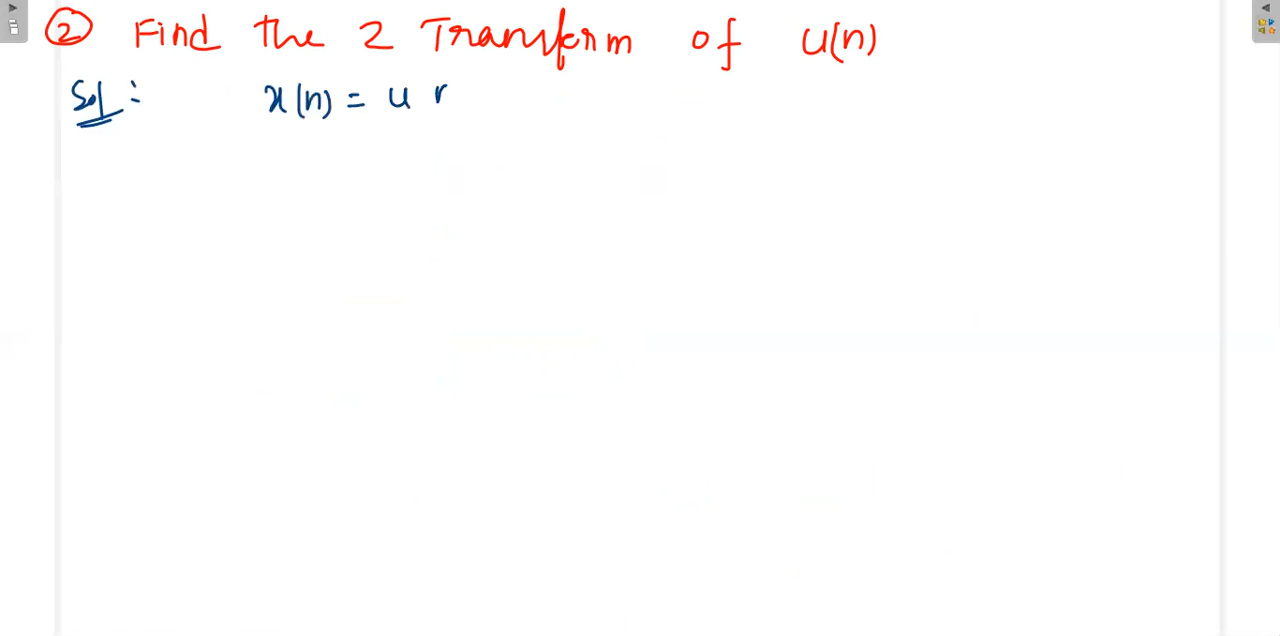 ② Find the Z Transform of u(n)
Sol: x(n) = u r